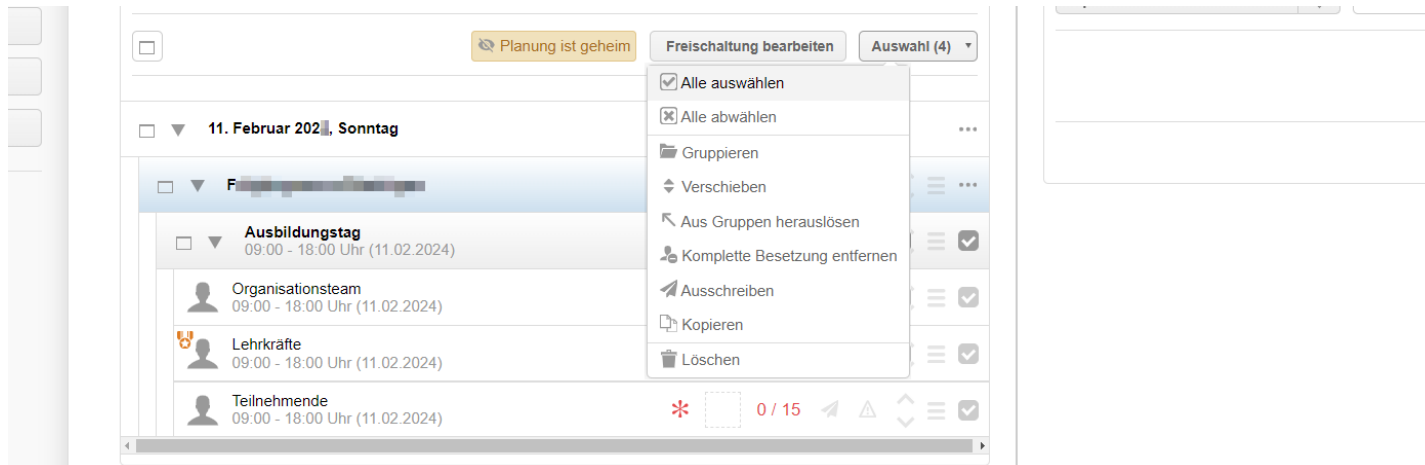 Planung ist geheim Freischaltung bearbeiten Auswahl (4)
Alle auswählen
Alle abwählen
11. Februar 202 , Sonntag
Gruppieren
Verschieben
Aus Gruppen herauslösen
Ausbildungstag
09:00 - 18:00 Uhr (11.02.2024)
Komplette Besetzung entfernen
Organisationsteam
09:00 - 18:00 Uhr (11.02.2024)
Ausschreiben
Kopieren
Lehrkräfte
09:00 - 18:00 Uhr (11.02.2024)
Löschen
Teilnehmende
09:00 - 18:00 Uhr (11.02.2024)
0 / 15